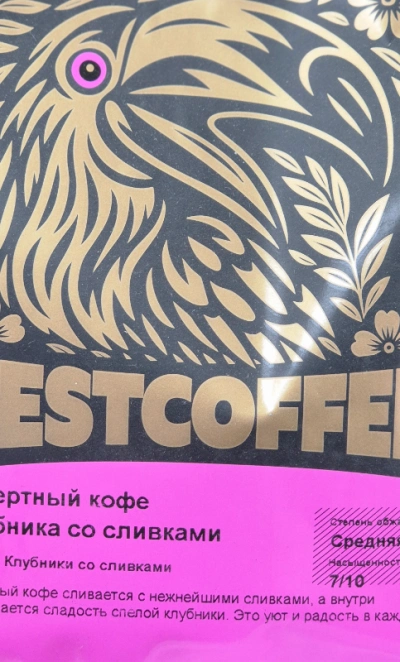 ESTCOFFE
ертный кофе
бника со сливками
Клубники со сливками
Степень обж
Средняя
Насыщенност
7/10
ый кофе сливается с нежнейшими сливками, а внутри
ается сладость спелой клубники. Это уют и радость в каж